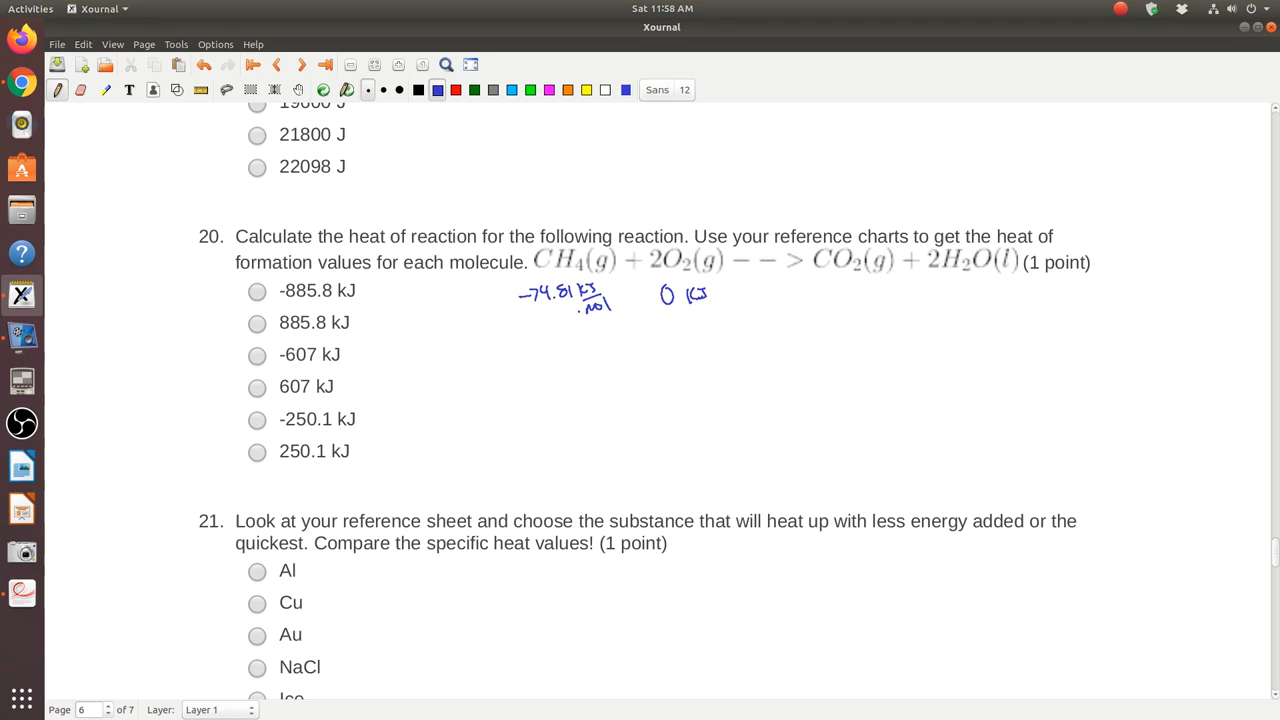 Activities Xournal Sat 11:58 AM
Xournal
File Edit View Page Tools Options Help
Sans 12
19600 J
21800 J
22098 J
20. Calculate the heat of reaction for the following reaction. Use your reference charts to get the heat of
formation values for each molecule. CH₄(g) + 2O₂(g) − − > CO₂(g) + 2H₂O(l) (1 point)
-885.8 kJ
-74.81 kJ/mol 0 KJ
885.8 kJ
-607 kJ
607 kJ
-250.1 kJ
250.1 kJ
21. Look at your reference sheet and choose the substance that will heat up with less energy added or the
quickest. Compare the specific heat values! (1 point)
Al
Cu
Au
NaCl
Ice
Page 6 of 7 Layer: Layer 1